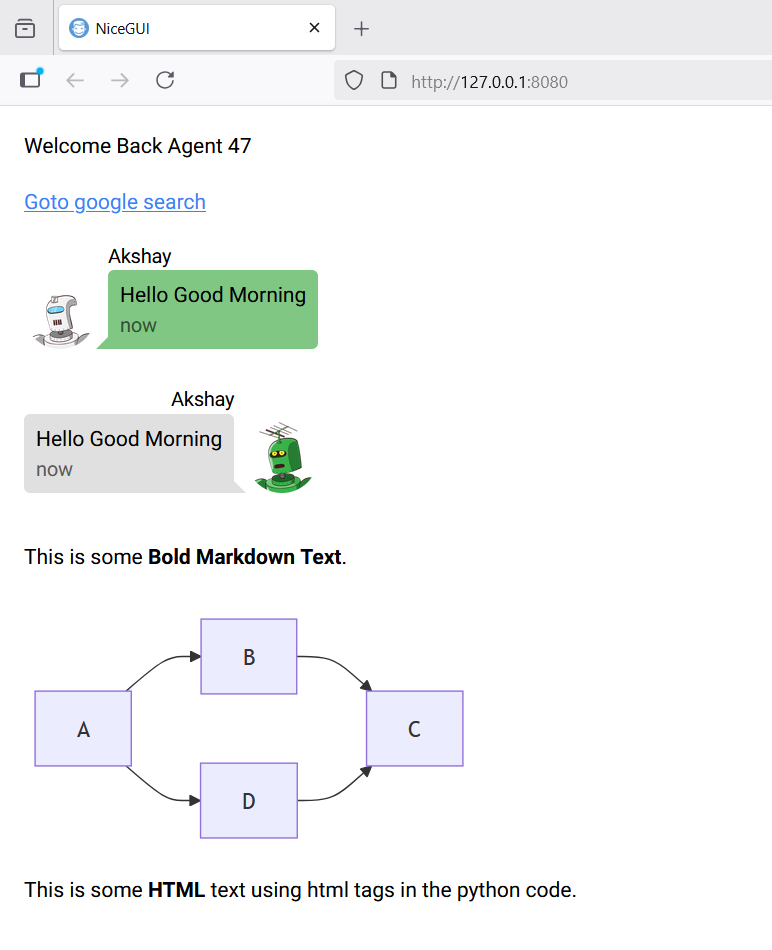 NiceGUI
http://127.0.0.1:8080
Welcome Back Agent 47
Goto google search
Akshay
Hello Good Morning
now
Akshay
Hello Good Morning
now
This is some Bold Markdown Text.
B
A
C
D
This is some HTML text using html tags in the python code.